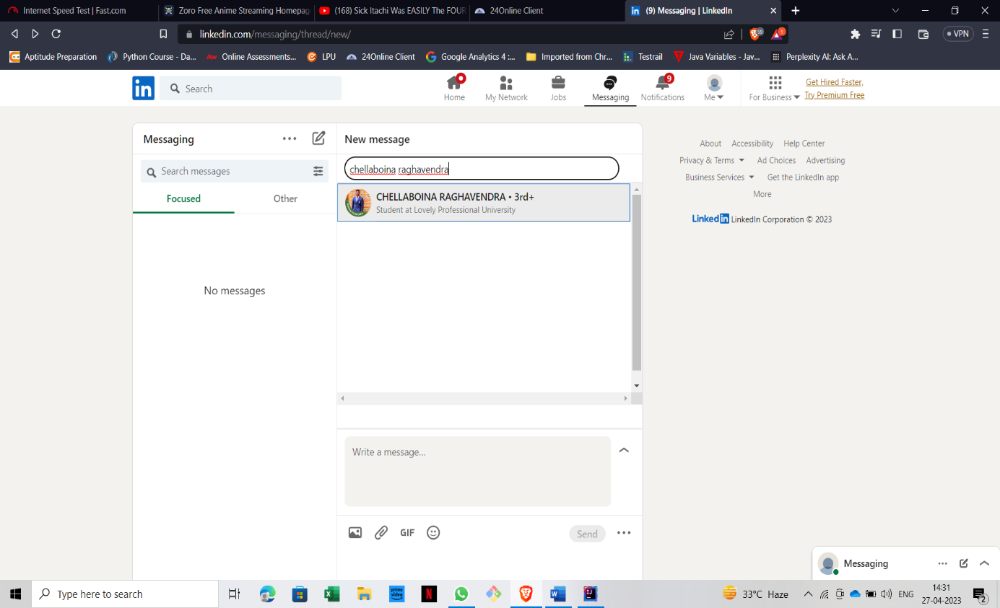 Internet Speed Test | Fast.com
Zoro Free Anime Streaming Homepag
(168) Sick Itachi Was EASILY The FOUR
24Online Client
(9) Messaging | LinkedIn
linkedin.com/messaging/thread/new/
59
1
VPN
Aptitude Preparation
Python Course - Da...
Online Assessments...
LPU
24Online Client
Google Analytics 4 :...
Imported from Chr...
Testrail
Java Variables - Jav...
Perplexity AI: Ask A...
in
Search
Home
My Network
Jobs
Messaging
9
Notifications
Me
For Business
Get Hired Faster,
Try Premium Free
Messaging
Search messages
Focused
Other
No messages
New message
chellaboina raghavendra
CHELLABOINA RAGHAVENDRA • 3rd+
Student at Lovely Professional University
Write a message...
GIF
Send
About Accessibility Help Center
Privacy & Terms Ad Choices Advertising
Business Services Get the LinkedIn app
More
Linkedin LinkedIn Corporation © 2023
Messaging
Type here to search
prime video
N
W
IJ
33°C Haze
ENG
14:31
27-04-2023
2